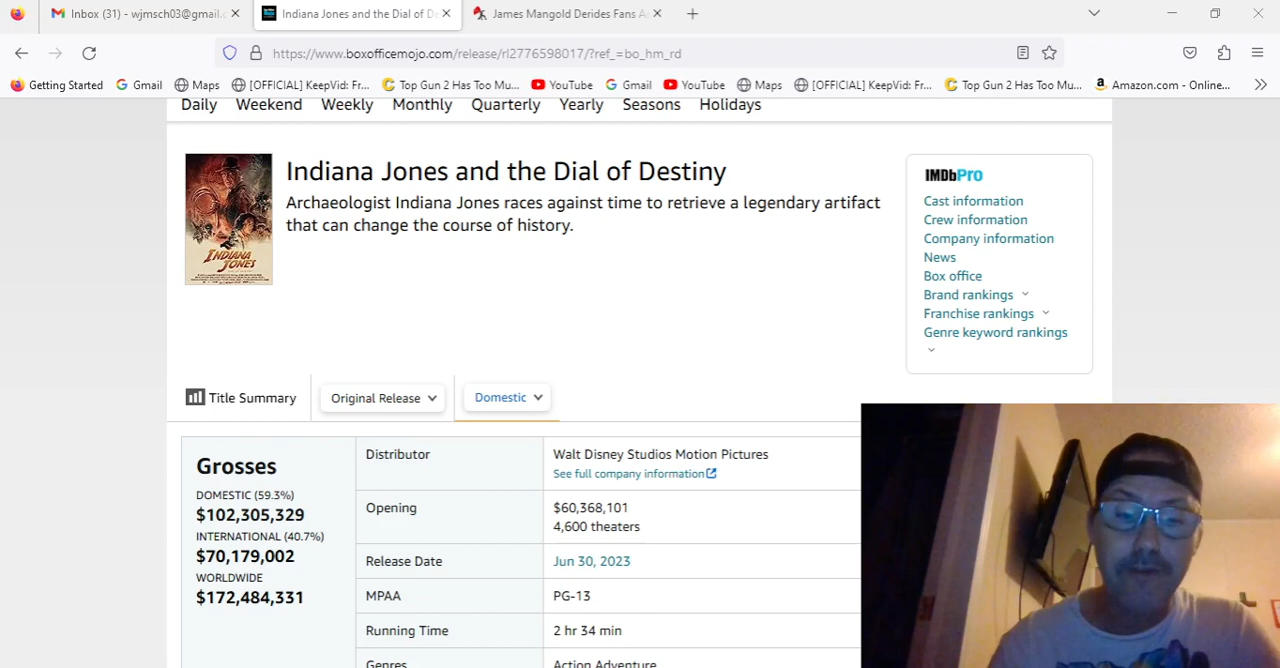 Inbox (31) - wjmsch03@gmail.c
Indiana Jones and the Dial of De
James Mangold Derides Fans A
https://www.boxofficemojo.com/release/rl2776598017/?ref_=bo_hm_rd
Getting Started
Gmail
Maps
[OFFICIAL] KeepVid: Fr...
Top Gun 2 Has Too Mu...
YouTube
Gmail
YouTube
Maps
[OFFICIAL] KeepVid: Fr...
Top Gun 2 Has Too Mu...
Amazon.com - Online...
Daily Weekend Weekly Monthly Quarterly Yearly Seasons Holidays
INDIANA
JONES
Indiana Jones and the Dial of Destiny
Archaeologist Indiana Jones races against time to retrieve a legendary artifact
that can change the course of history.
IMDbPro
Cast information
Crew information
Company information
News
Box office
Brand rankings
Franchise rankings
Genre keyword rankings
Title Summary
Original Release
Domestic
Grosses
DOMESTIC (59.3%)
$102,305,329
INTERNATIONAL (40.7%)
$70,179,002
WORLDWIDE
$172,484,331
Distributor
Walt Disney Studios Motion Pictures
See full company information
Opening
$60,368,101
4,600 theaters
Release Date
Jun 30, 2023
MPAA
PG-13
Running Time
2 hr 34 min
Genres
Action Adventure